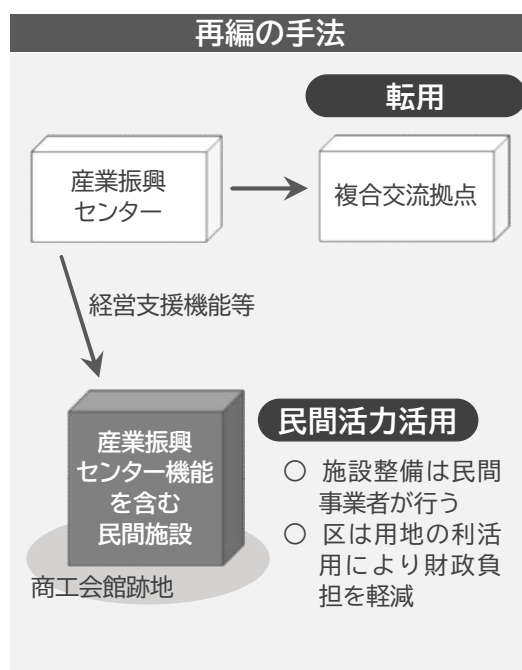 再編の手法
転用
産業振興
センター
複合交流拠点
経営支援機能等
産業振興
センター機能
を含む
民間施設
商工会館跡地
民間活力活用
○ 施設整備は民間
事業者が行う
○ 区は用地の利活
用により財政負
担を軽減